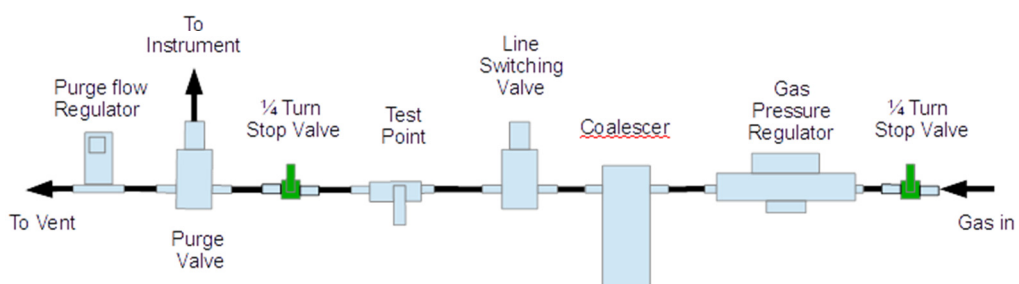 To
Instrument
Purge flow
Regulator
¼ Turn
Stop Valve
Test
Point
Line
Switching
Valve
Coalescer
Gas
Pressure
Regulator
¼ Turn
Stop Valve
To Vent
Purge
Valve
Gas in